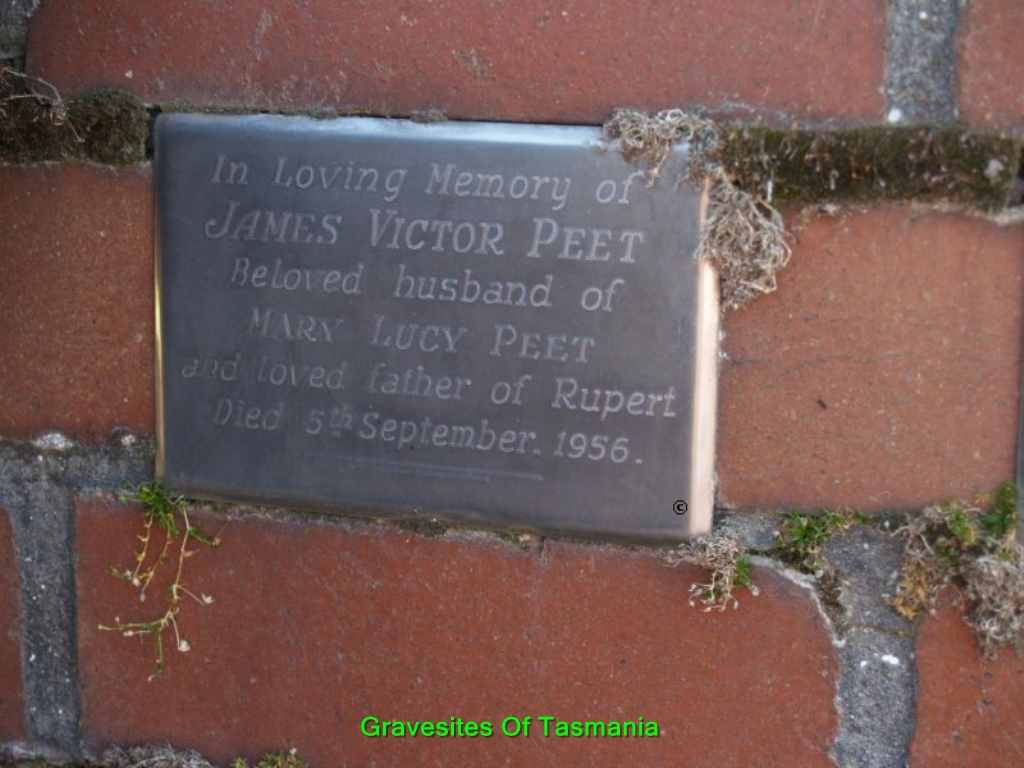 In Loving Memory of
JAMES VICTOR PEET
Beloved husband of
MARY LUCY PEET
and loved father of Rupert
Died 5th September. 1956.
©
Gravesites Of Tasmania